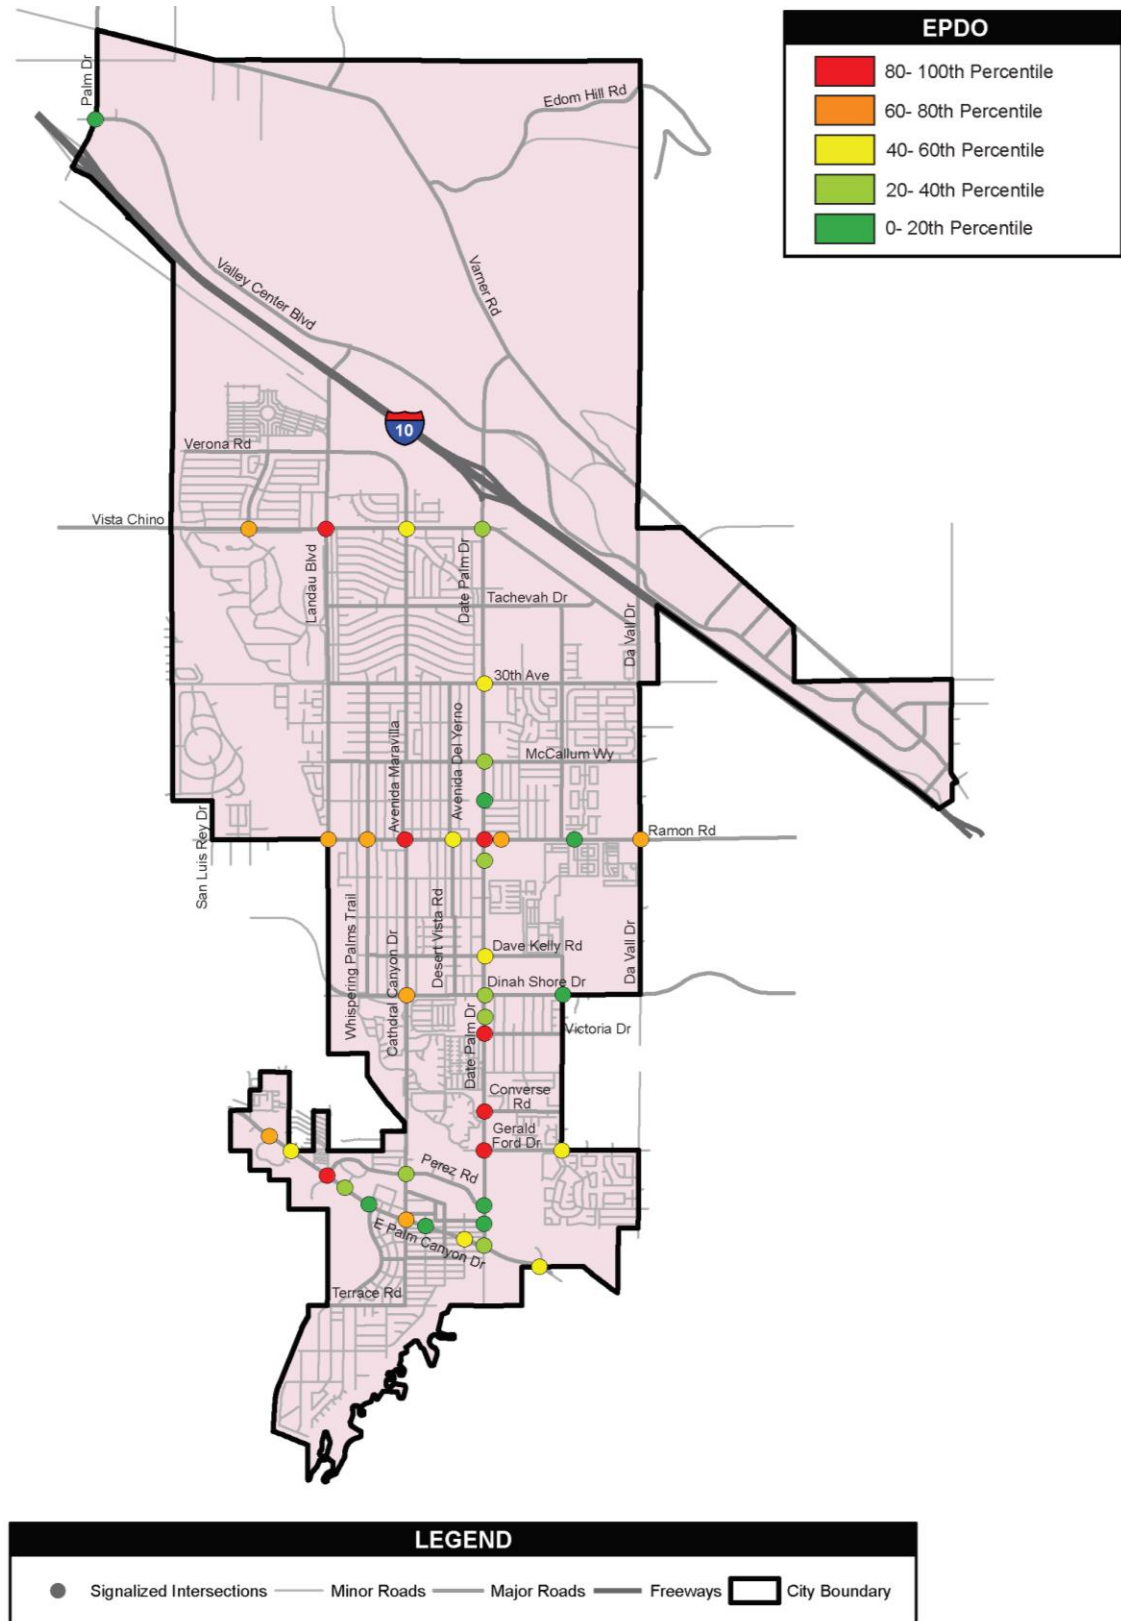 EPDO
80- 100th Percentile
60- 80th Percentile
40- 60th Percentile
20- 40th Percentile
0- 20th Percentile
Palm Dr
Edom Hill Rd
Valley Center Blvd
Varner Rd
10
Verona Rd
Vista Chino
Landau Blvd
Date Palm Dr
Tachevah Dr
Da Vall Dr
30th Ave
Avenida Maravilla
Avenida Del Yerno
McCallum Wy
San Luis Rey Dr
Ramon Rd
Whispering Palms Trail
Cathdral Canyon Dr
Desert Vista Rd
Dave Kelly Rd
Da Vall Dr
Dinah Shore Dr
Date Palm Dr
Victoria Dr
Converse
Rd
Gerald
Ford Dr
Perez Rd
E Palm Canyon Dr
Terrace Rd
LEGEND
Signalized Intersections
Minor Roads
Major Roads
Freeways
City Boundary